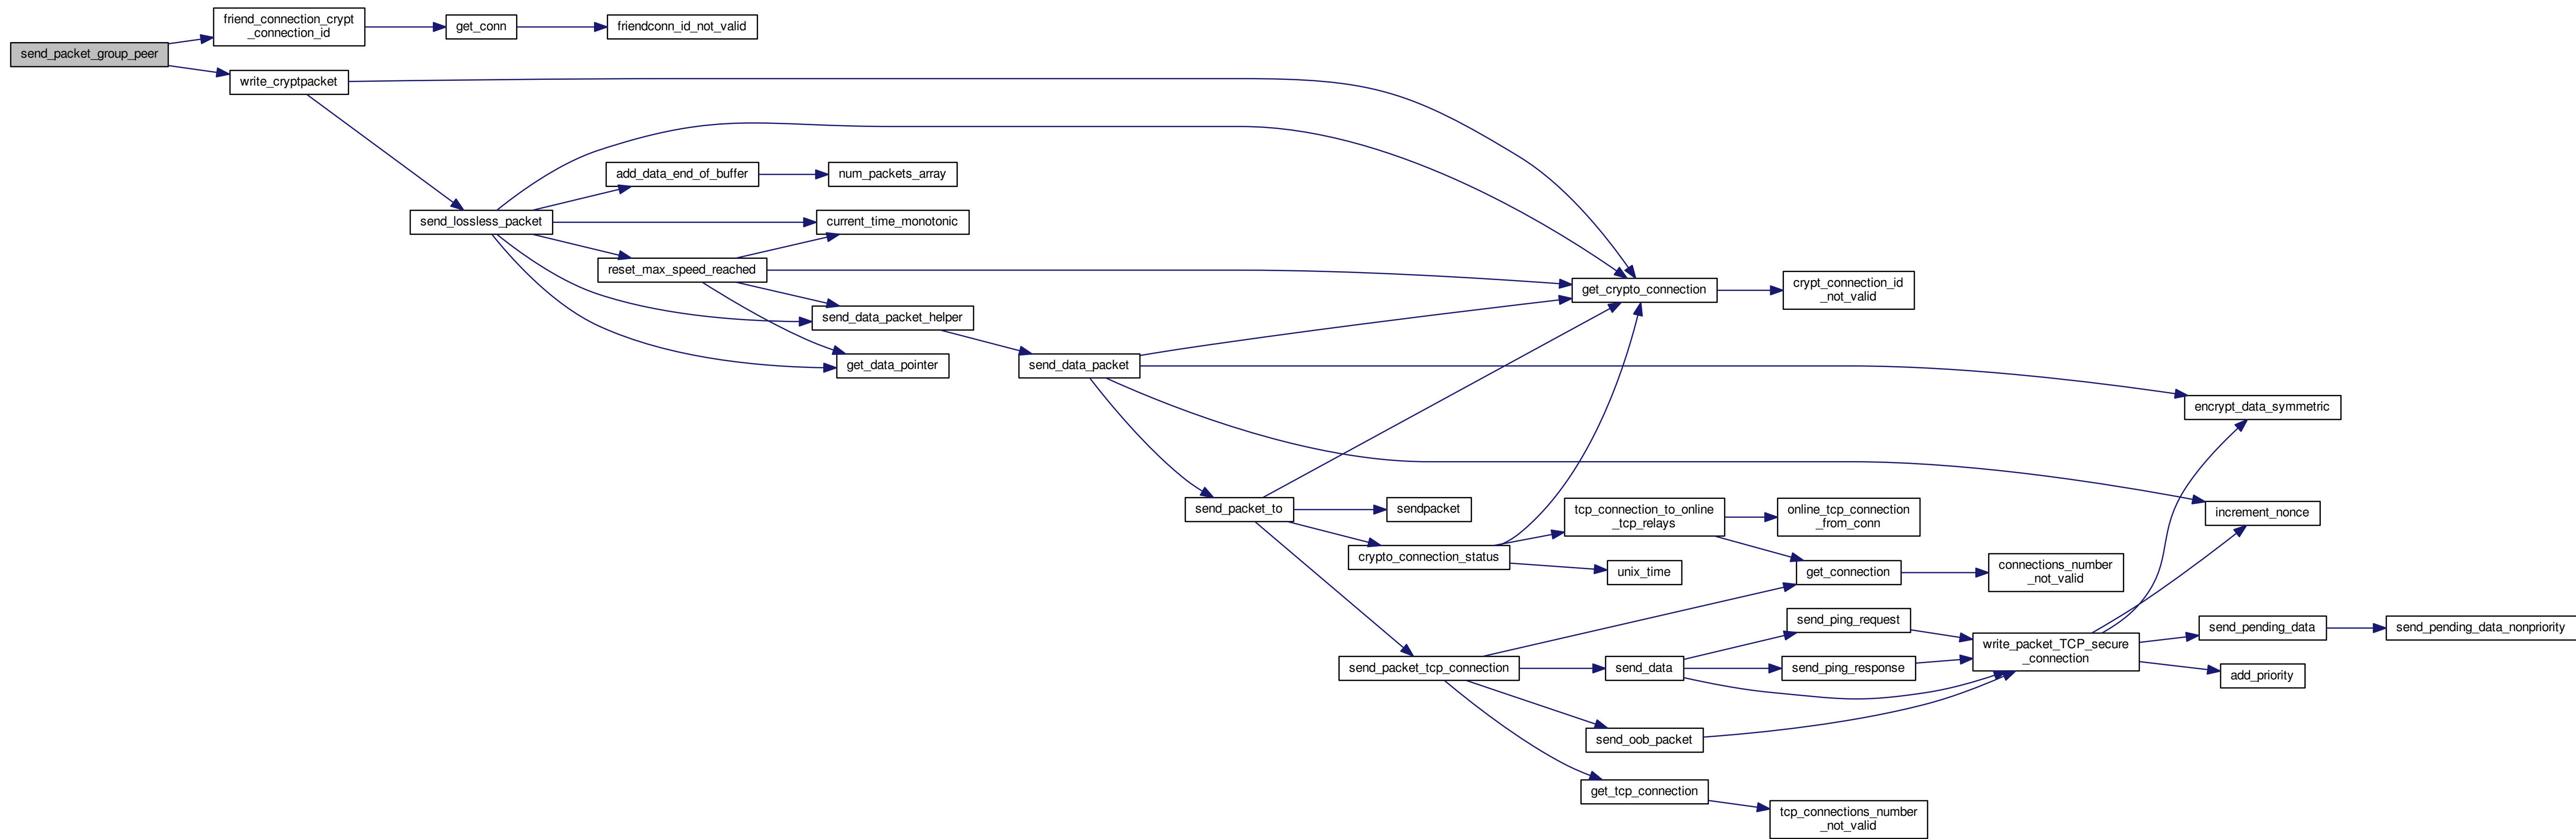 send_packet_group_peer
friend_connection_crypt
_connection_id
get_conn
friendconn_id_not_valid
write_cryptpacket
send_lossless_packet
add_data_end_of_buffer
num_packets_array
current_time_monotonic
reset_max_speed_reached
send_data_packet_helper
get_data_pointer
send_data_packet
get_crypto_connection
crypt_connection_id
_not_valid
encrypt_data_symmetric
increment_nonce
send_packet_to
sendpacket
crypto_connection_status
tcp_connection_to_online
_tcp_relays
online_tcp_connection
_from_conn
unix_time
get_connection
connections_number
_not_valid
send_packet_tcp_connection
send_data
send_ping_request
send_ping_response
write_packet_TCP_secure
_connection
send_pending_data
send_pending_data_nonpriority
add_priority
send_oob_packet
get_tcp_connection
tcp_connections_number
_not_valid